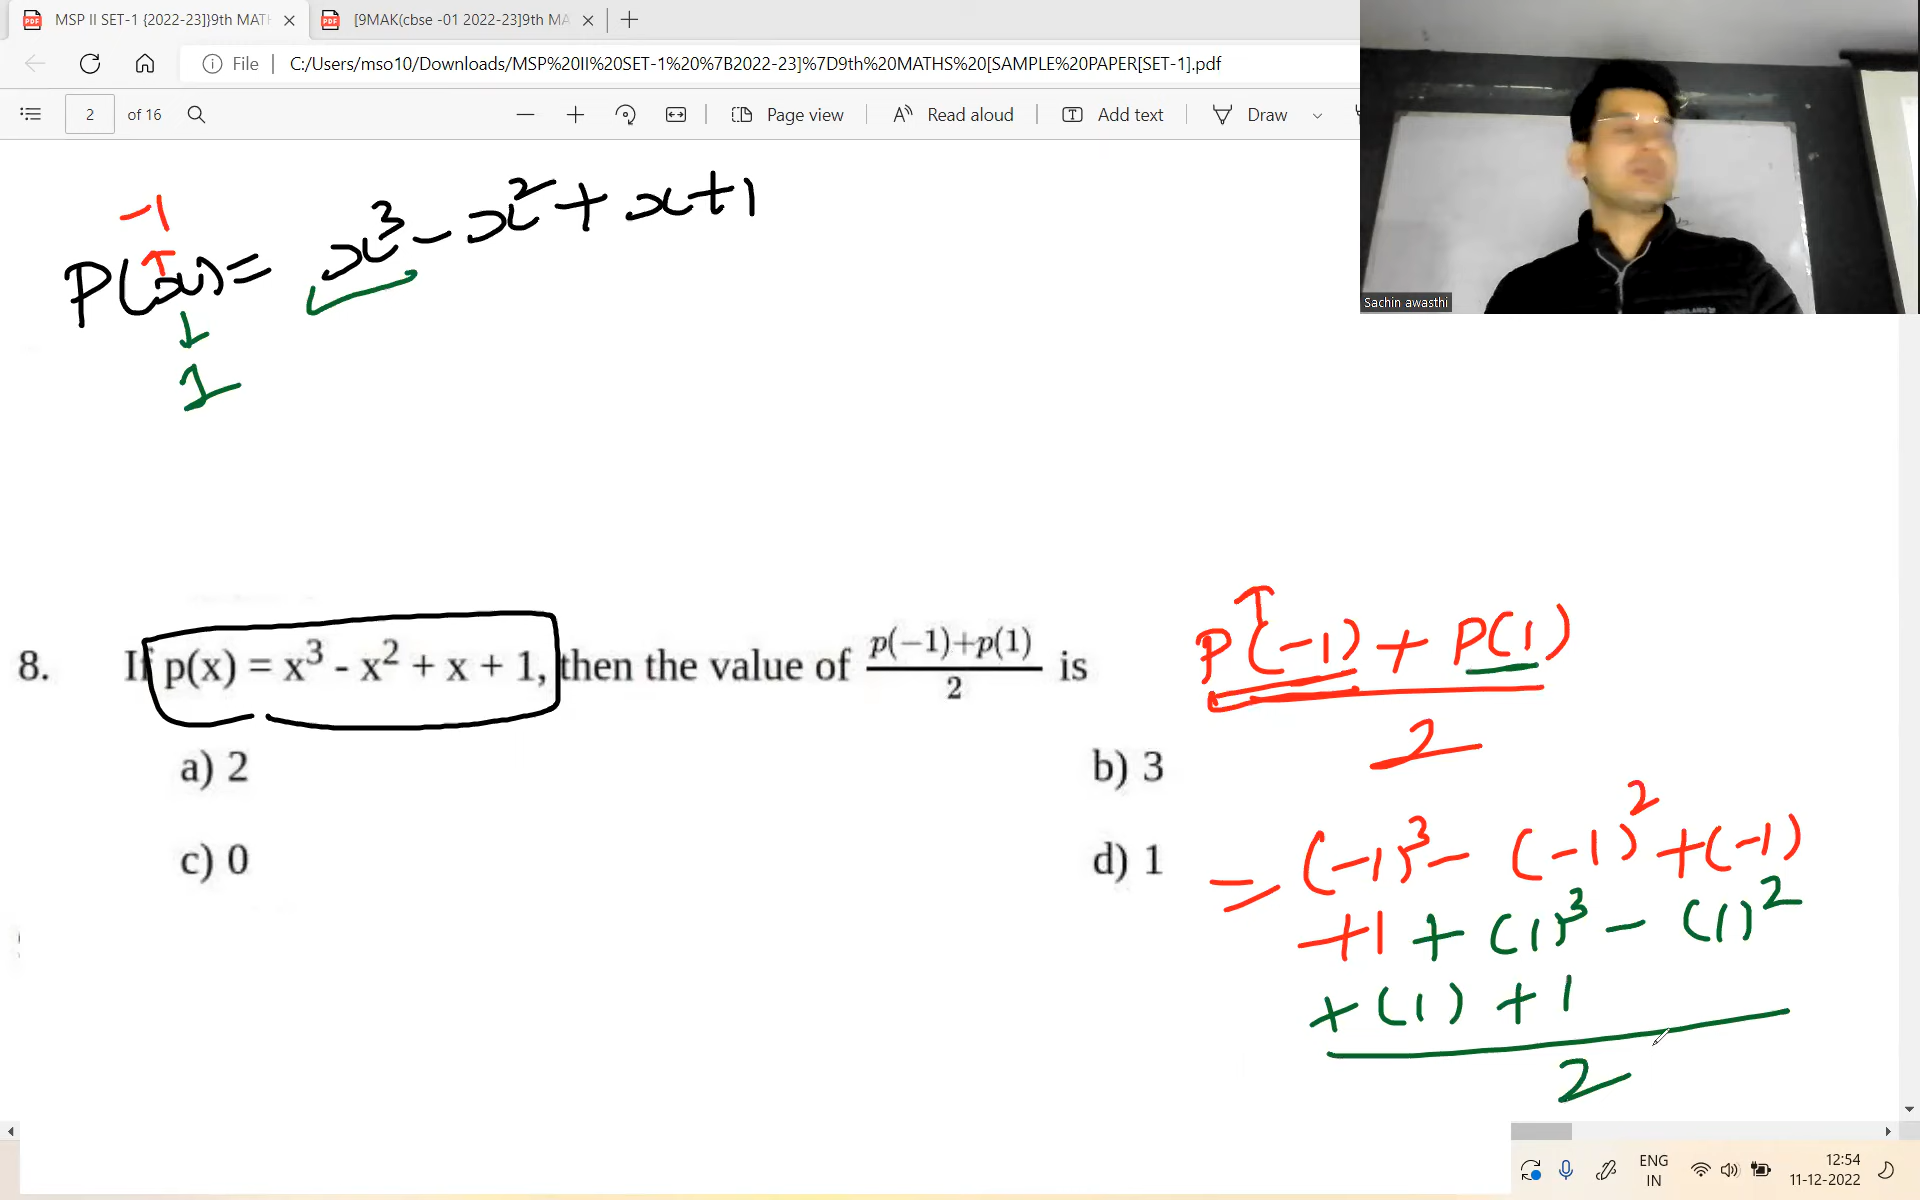 MSP II SET-1 {2022-23]}9th MATH
[9MAK(cbse -01 2022-23]9th MA
File | C:/Users/mso10/Downloads/MSP%20II%20SET-1%20%7B2022-23]%7D9th%20MATHS%20[SAMPLE%20PAPER[SET-1].pdf
2 of 16 Page view Read aloud Add text Draw
Sachin awasthi
-1
P(x) = x³ - x² + x + 1
1
8. If p(x) = x³ - x² + x + 1, then the value of (p(−1)+p(1))/2 is
a) 2 b) 3
c) 0 d) 1
P(-1) + P(1)
2
= (-1)³ - (-1)² + (-1)
+1 + (1)³ - (1)²
+ (1) + 1
2
ENG
IN
12:54
11-12-2022